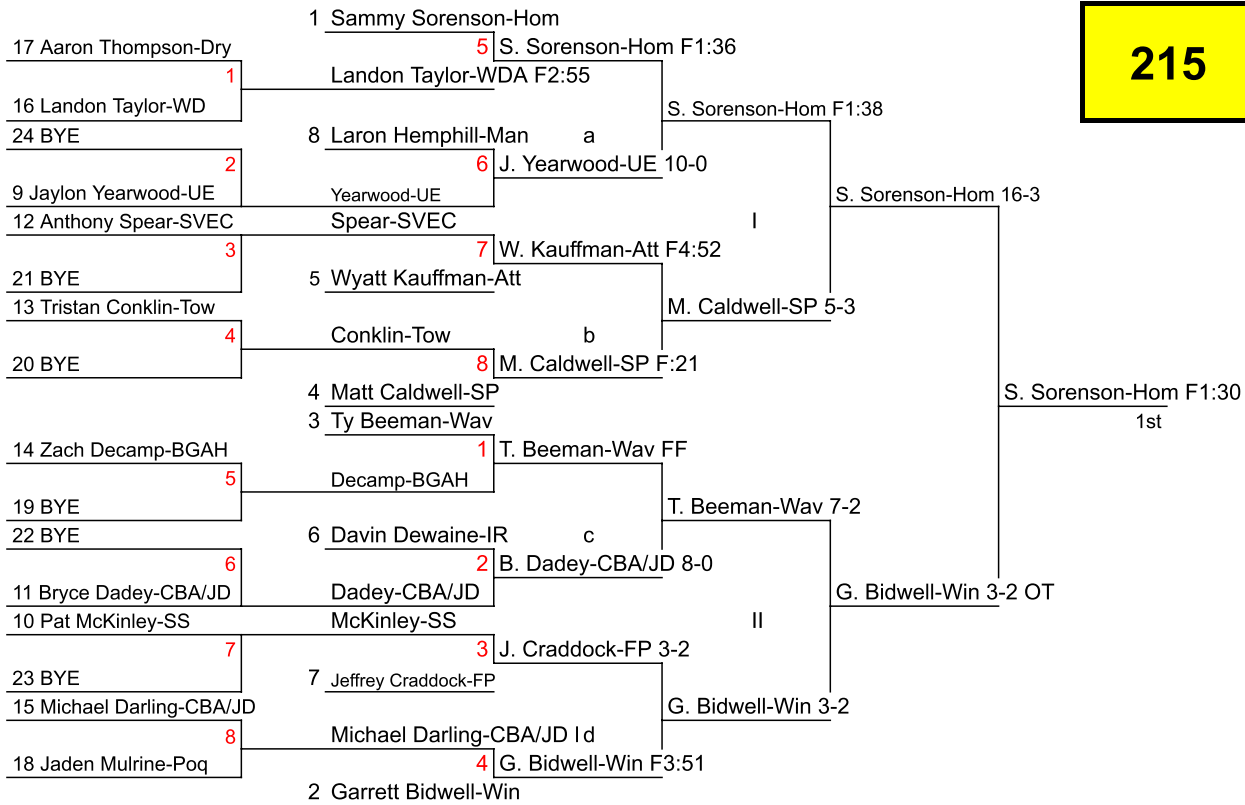 1 Sammy Sorenson-Hom
17 Aaron Thompson-Dry
5 S. Sorenson-Hom F1:36
215
1 Landon Taylor-WDA F2:55
16 Landon Taylor-WD
S. Sorenson-Hom F1:38
24 BYE
8 Laron Hemphill-Man a
2
6 J. Yearwood-UE 10-0
9 Jaylon Yearwood-UE
Yearwood-UE
S. Sorenson-Hom 16-3
12 Anthony Spear-SVEC
Spear-SVEC
I
3
7 W. Kauffman-Att F4:52
21 BYE
5 Wyatt Kauffman-Att
13 Tristan Conklin-Tow
M. Caldwell-SP 5-3
4
Conklin-Tow b
20 BYE
8 M. Caldwell-SP F:21
4 Matt Caldwell-SP
S. Sorenson-Hom F1:30
3 Ty Beeman-Wav
1st
14 Zach Decamp-BGAH
1 T. Beeman-Wav FF
5
Decamp-BGAH
19 BYE
T. Beeman-Wav 7-2
22 BYE
6 Davin Dewaine-IR c
6
2 B. Dadey-CBA/JD 8-0
11 Bryce Dadey-CBA/JD
Dadey-CBA/JD
G. Bidwell-Win 3-2 OT
10 Pat McKinley-SS
McKinley-SS
II
7
3 J. Craddock-FP 3-2
23 BYE
7 Jeffrey Craddock-FP
15 Michael Darling-CBA/JD
G. Bidwell-Win 3-2
8
Michael Darling-CBA/JD I d
18 Jaden Mulrine-Poq
4 G. Bidwell-Win F3:51
2 Garrett Bidwell-Win